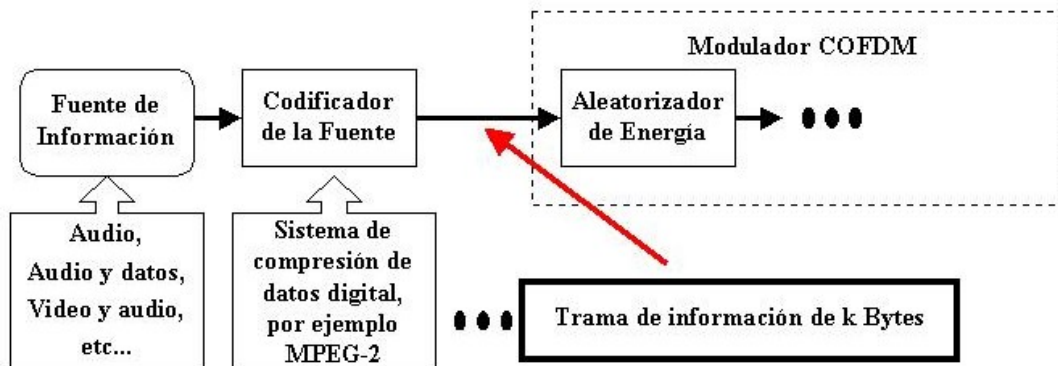 Modulador COFDM
Fuente de
Información
Codificador
de la Fuente
Aleatorizador
de Energía
Audio,
Audio y datos,
Video y audio,
etc...
Sistema de
compresión de
datos digital,
por ejemplo
MPEG-2
Trama de información de k Bytes